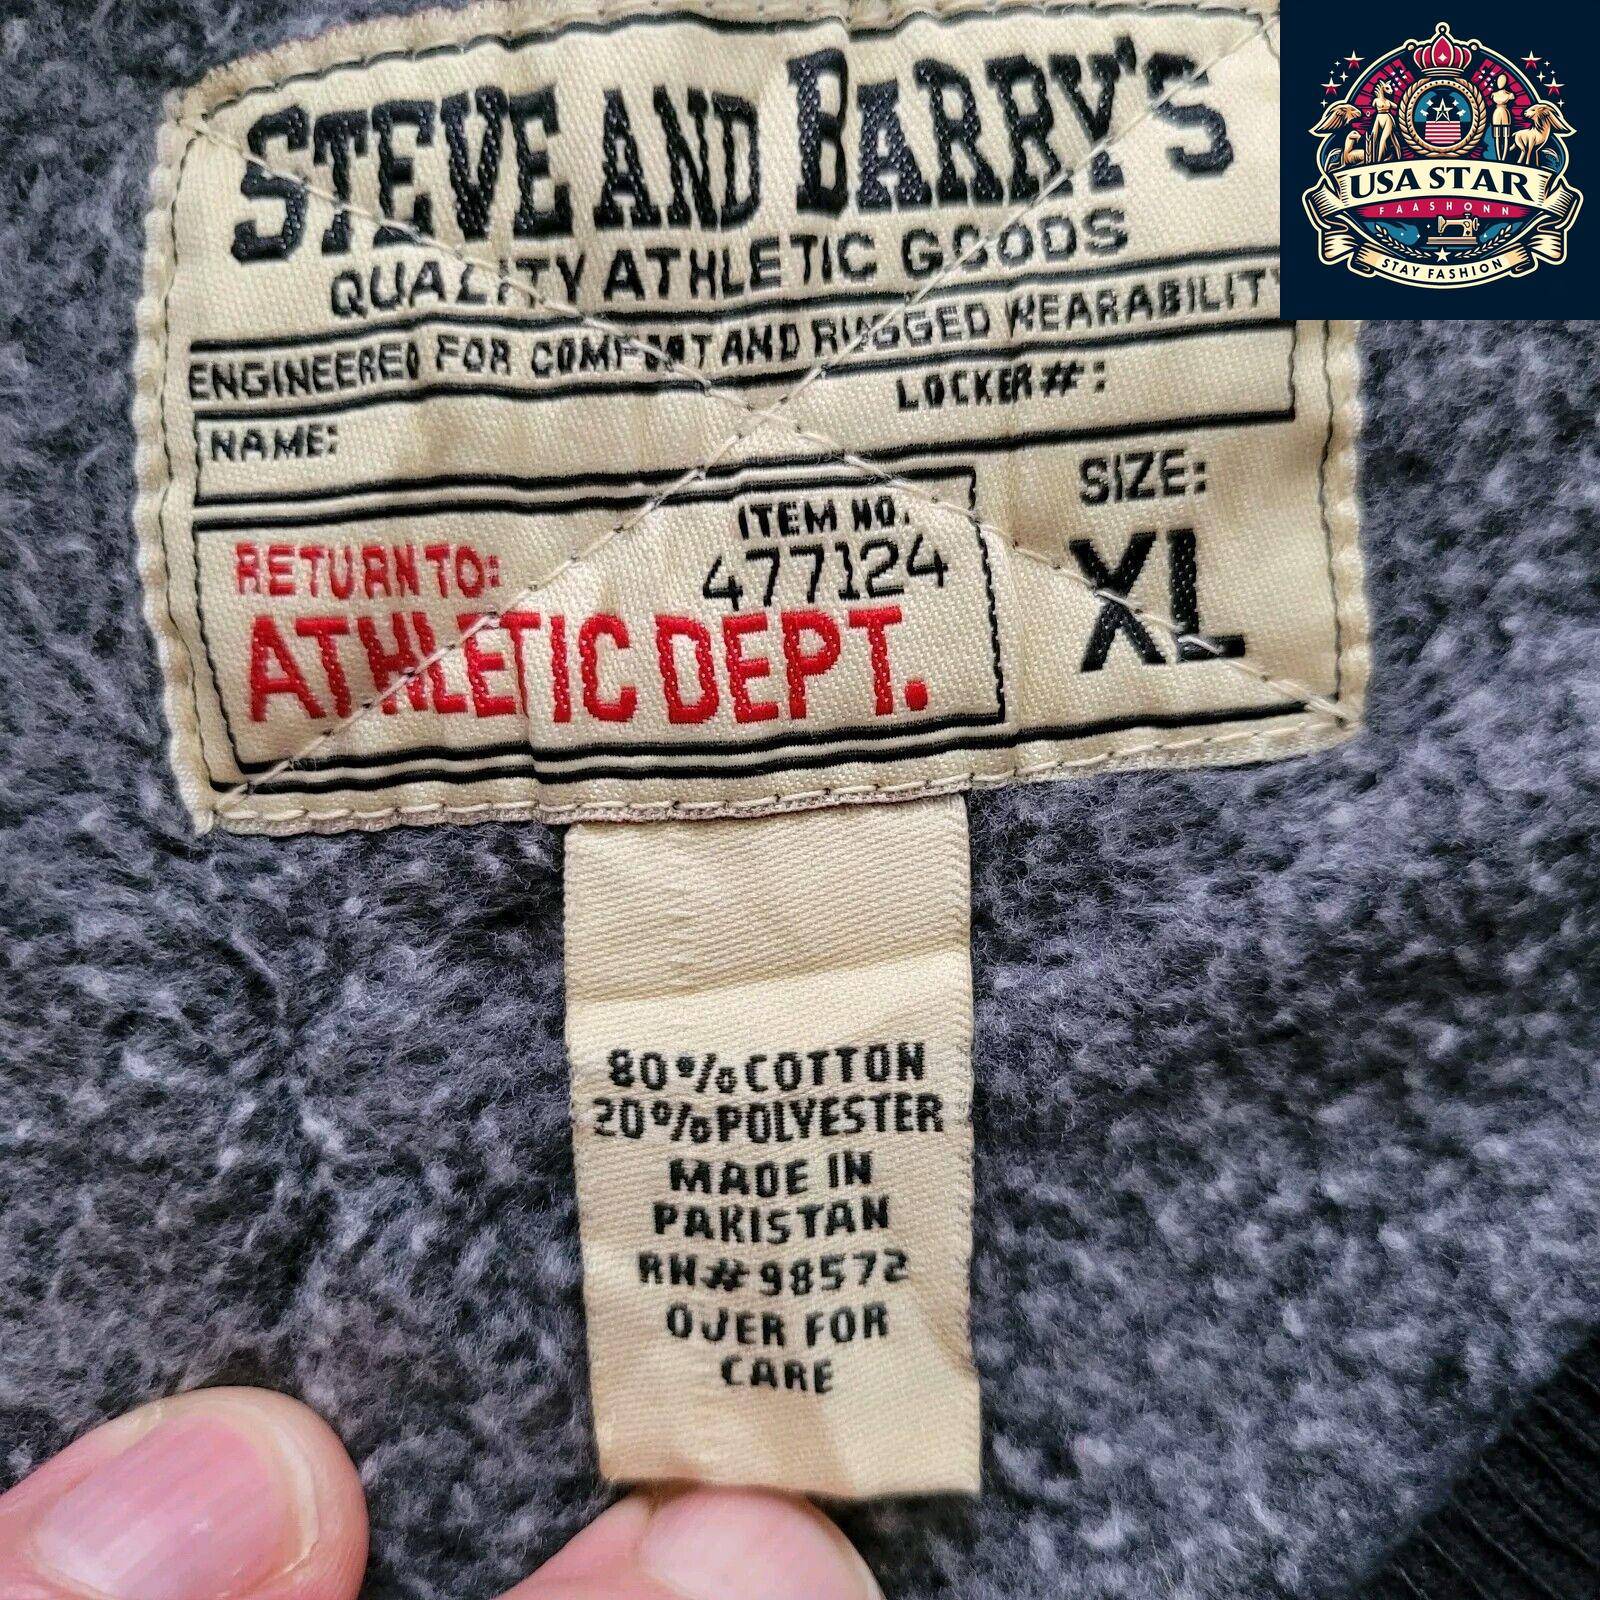 STEVE AND BARRY'S
QUALITY ATHLETIC GOODS
ENGINEERED FOR COMFORT AND RUGGED WEARABILITY
NAME:
LOCKER#:
RETURN TO:
ATHLETIC DEPT.
ITEM NO.
477124
SIZE:
XL
80% COTTON
20% POLYESTER
MADE IN
PAKISTAN
RN# 98572
OVER FOR
CARE
USA STAR
FAASHONN
STAY FASHION